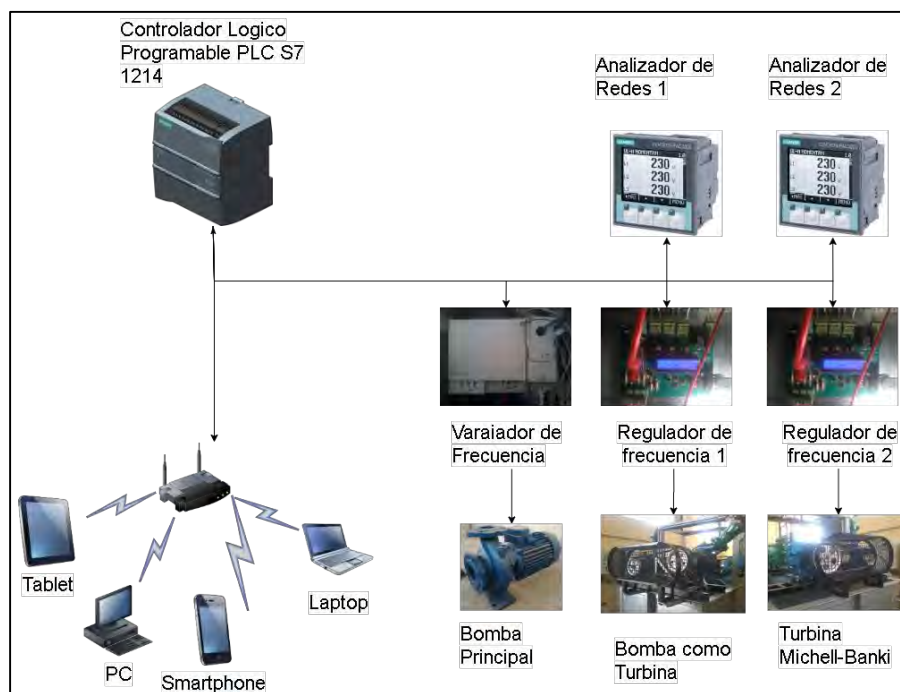 Controlador Logico
Programable PLC S7
1214
Analizador de
Redes 1
Analizador de
Redes 2
230
230
230
230
230
230
Varaiador de
Frecuencia
Regulador de
frecuencia 1
Regulador de
frecuencia 2
Tablet
PC
Smartphone
Laptop
Bomba
Principal
Bomba como
Turbina
Turbina
Michell-Banki